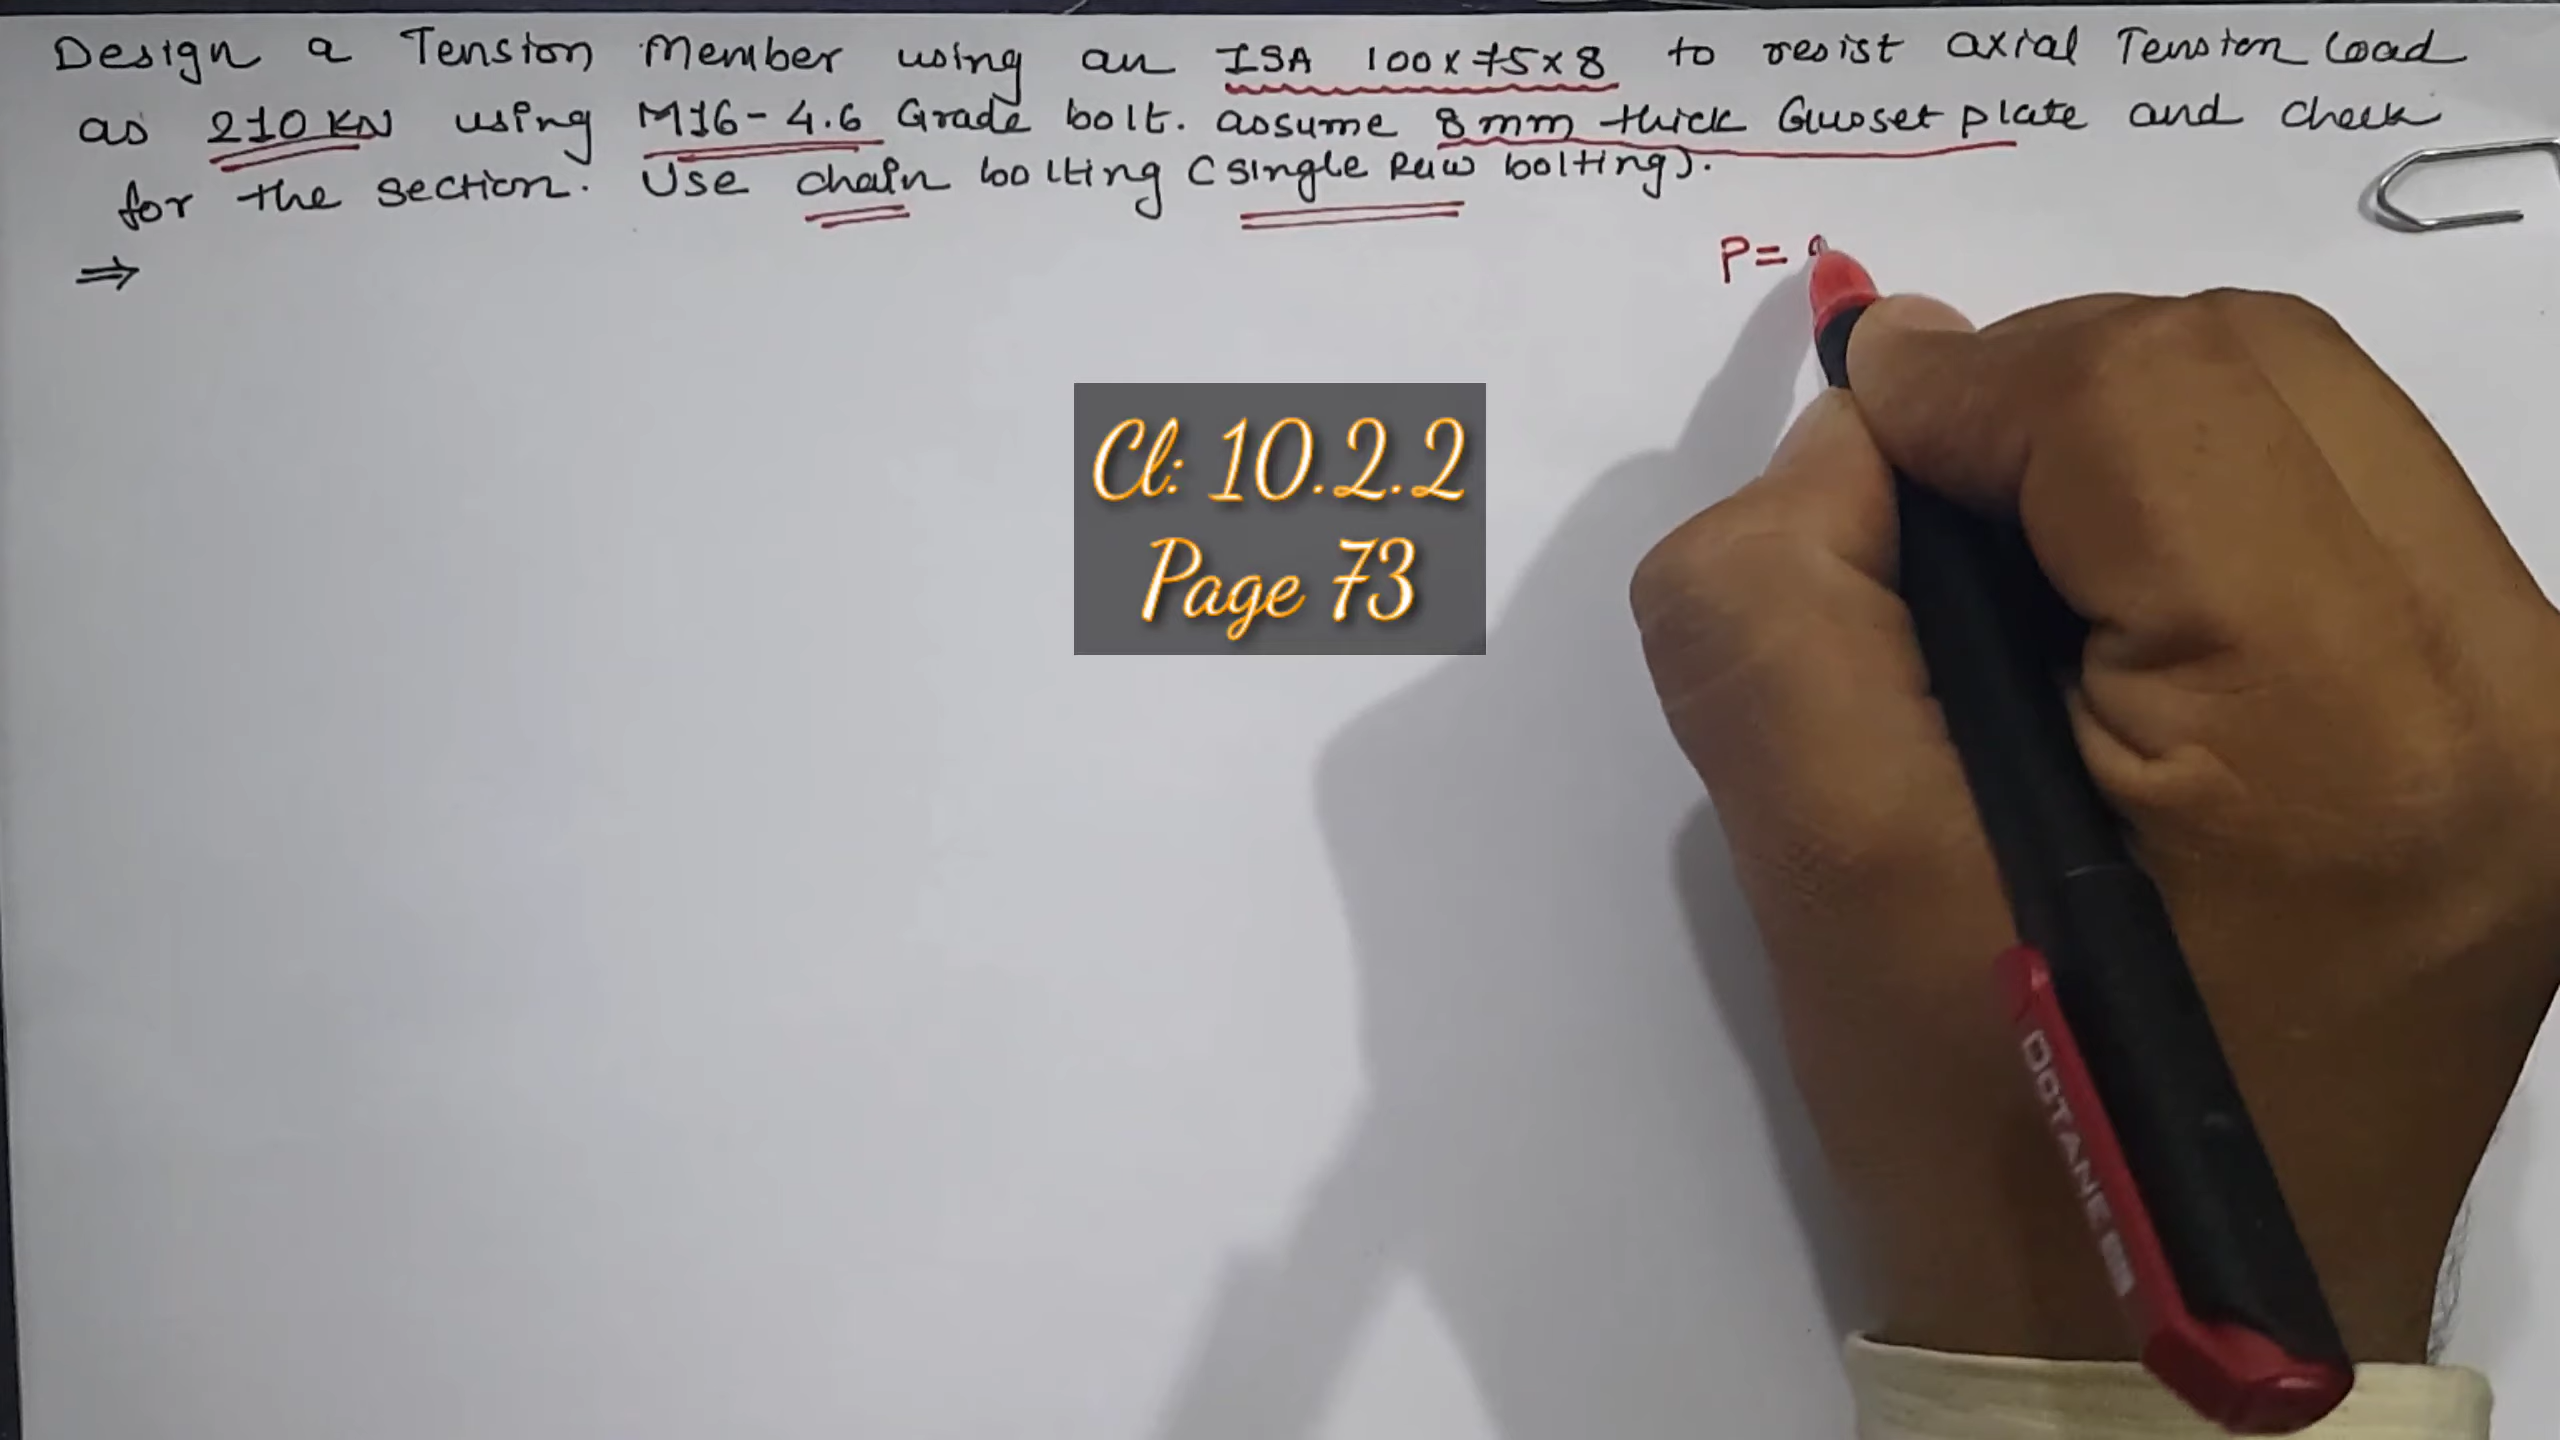 Design a Tension Member using an ISA 100x75x8 to resist axial Tension Load
as 210 KN using M16-4.6 Grade bolt. assume 8mm thick Gusset plate and check
for the section. Use chain bolting (single Raw bolting).
⇒
P=
Cl: 10.2.2
Page 73
DOTANE